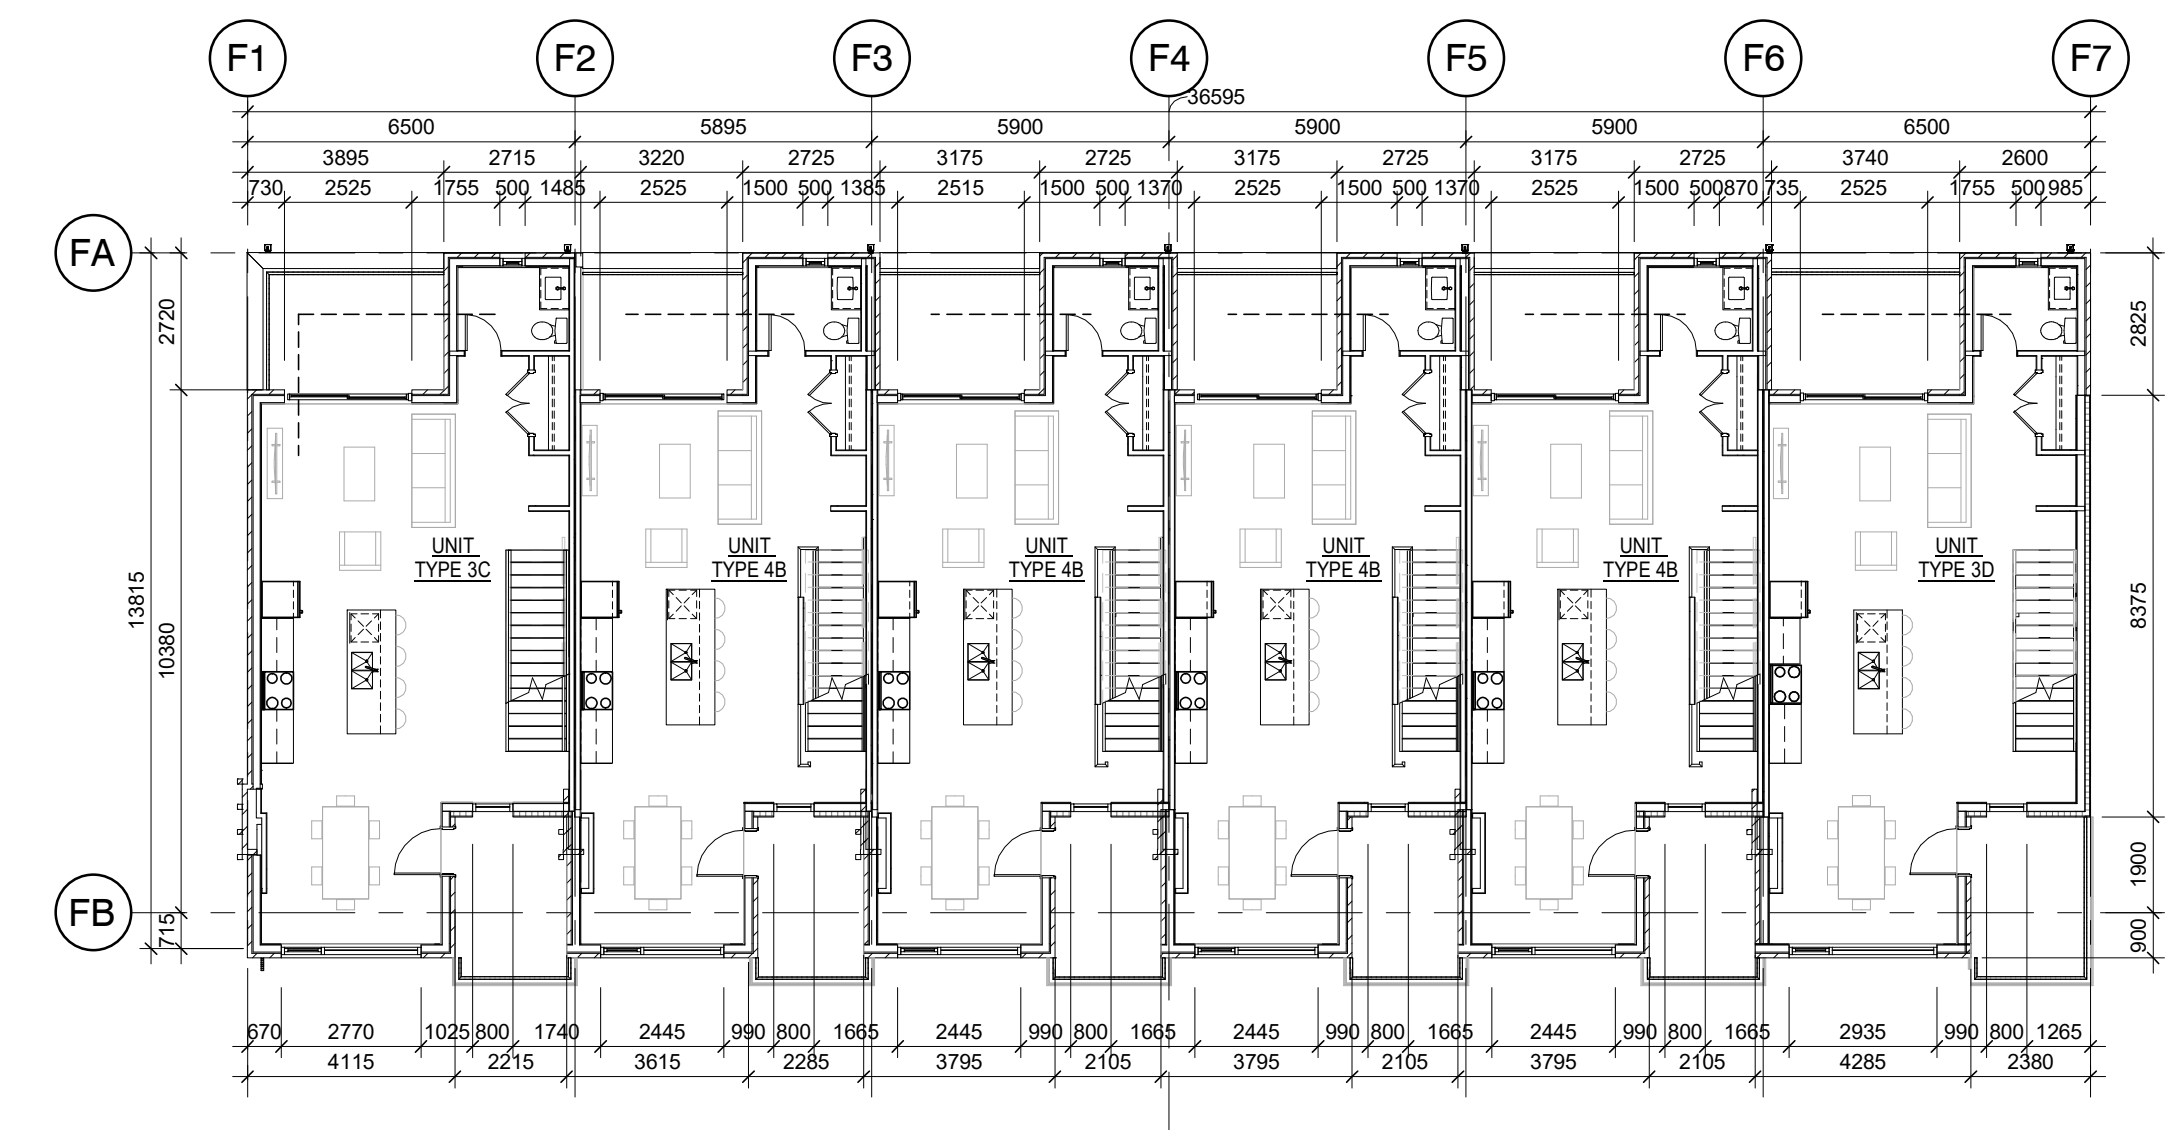 F1 F2 F3 F4 F5 F6 F7
36595
6500 5895 5900 5900 5900 6500
3895 2715 3220 2725 3175 2725 3175 2725 3175 2725 3740 2600
730 2525 1755 500 1485 2525 1500 500 1385 2515 1500 500 1370 2525 1500 500 1370 2525 1500 500 870 735 2525 1755 500 985
FA
2720
2825
13815
10380
8375
UNIT
TYPE 3C
UNIT
TYPE 4B
UNIT
TYPE 4B
UNIT
TYPE 4B
UNIT
TYPE 4B
UNIT
TYPE 3D
1900
FB
715
900
670 2770 1025 800 1740 2445 990 800 1665 2445 990 800 1665 2445 990 800 1665 2445 990 800 1665 2935 990 800 1265
4115 2215 3615 2285 3795 2105 3795 2105 3795 2105 4285 2380